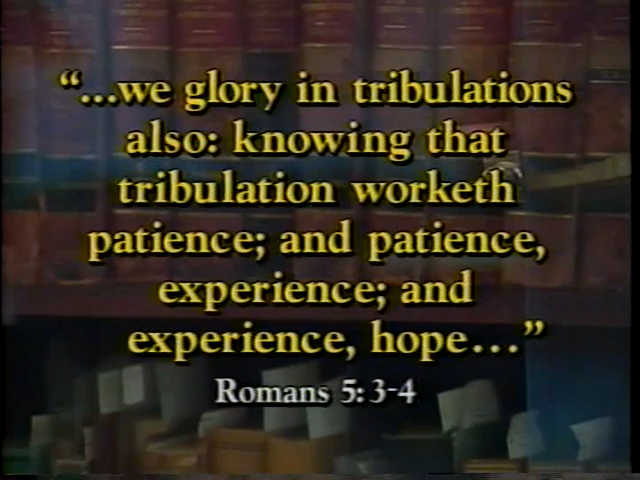 “...we glory in tribulations
also: knowing that
tribulation worketh
patience; and patience,
experience; and
experience, hope...”
Romans 5:3-4